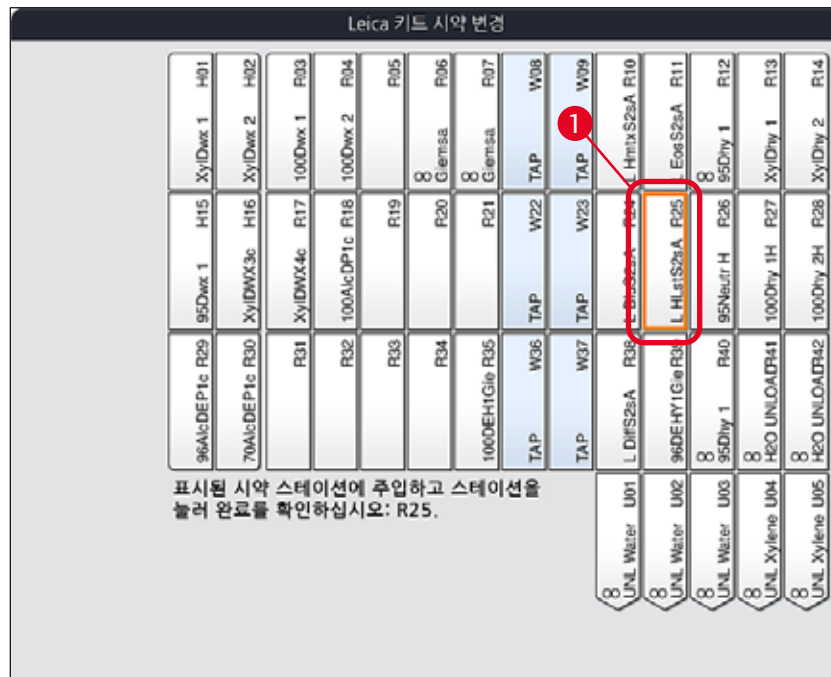 Leica 키드 시약 변경
XylDwx 1 H01
XylDwx 2 H02
100Dwx 1 R03
100Dwx 2 R04
R05
∞ Giemsa R06
∞ Giemsa R07
TAP W08
TAP W09
L HmtxS2sA R10
L EosS2sA R11
∞ 95Dhy 1 R12
XylDhy 1 R13
XylDhy 2 R14
1
95Dwx 1 H15
XylDWX3c H16
XylDWX4c R17
100AlcDP1c R18
R19
R20
R21
TAP W22
TAP W23
R24
L HLstS2sA R25
95Neutr H R26
100Dhy 1H R27
100Dhy 2H R28
96AlcDEP1c R29
70AlcDEP1c R30
R31
R32
R33
R34
100DEH1Gie R35
TAP W36
TAP W37
L DiffS2sA R38
96DEHY1Gie R39
∞ 95Dhy 1 R40
∞ H2O UNLOADR41
∞ H2O UNLOADR42
표시된 시약 스테이션에 주입하고 스테이션을
눌러 완료를 확인하십시오: R25.
∞ UNL Water U01
∞ UNL Water U02
∞ UNL Water U03
∞ UNL Xylene U04
∞ UNL Xylene U05